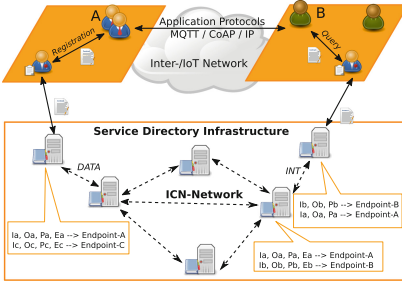 A
B
Application Protocols
MQTT / CoAP / IP
Registration
Query
Inter-/IoT Network
Service Directory Infrastructure
DATA
INT
ICN-Network
Ib, Ob, Pb --> Endpoint-B
Ia, Oa, Pa --> Endpoint-A
Ia, Oa, Pa, Ea --> Endpoint-A
Ic, Oc, Pc, Ec --> Endpoint-C
Ia, Oa, Pa, Ea --> Endpoint-A
Ib, Ob, Pb, Eb --> Endpoint-B